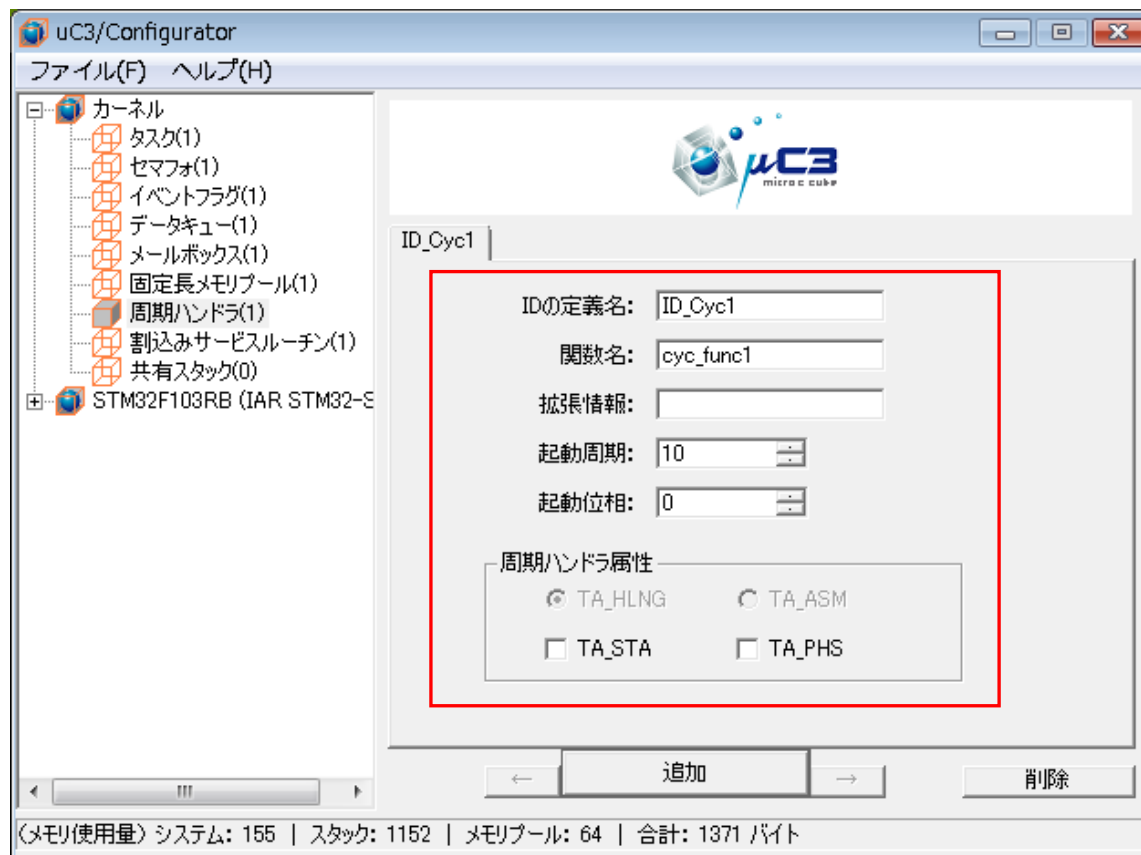 uC3/Configurator
ファイル(F) ヘルプ(H)
カーネル
タスク(1)
セマフォ(1)
イベントフラグ(1)
データキュー(1)
メールボックス(1)
固定長メモリプール(1)
周期ハンドラ(1)
割込みサービスルーチン(1)
共有スタック(0)
STM32F103RB (IAR STM32-S
μC3
micro c cube
ID_Cyc1
IDの定義名: ID_Cyc1
関数名: cyc_func1
拡張情報:
起動周期: 10
起動位相: 0
周期ハンドラ属性
TA_HLNG TA_ASM
TA_STA TA_PHS
← 追加 → 削除
(メモリ使用量) システム: 155 | スタック: 1152 | メモリプール: 64 | 合計: 1371 バイト